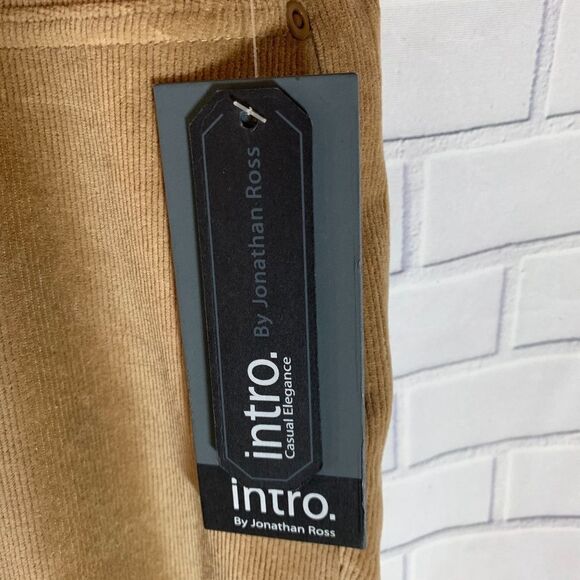 intro. By Jonathan Ross
Casual Elegance
intro.
By Jonathan Ross